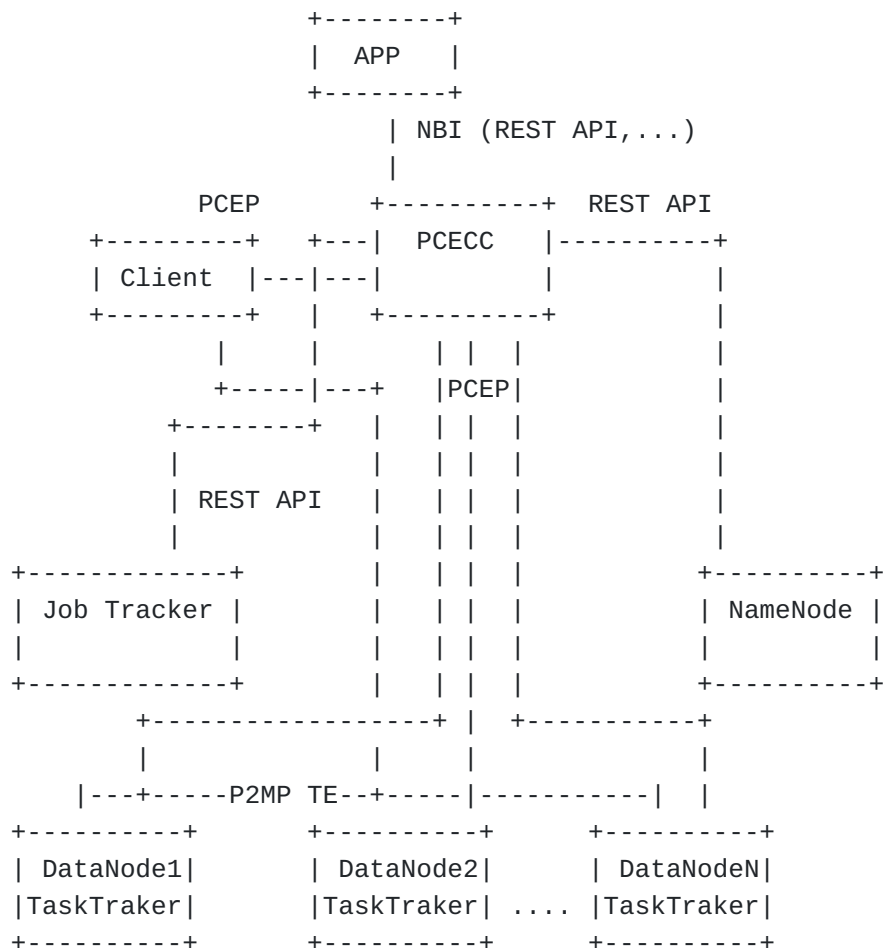 APP
NBI (REST API,...)
PCEP REST API
PCECC
Client
PCEP
REST API
Job Tracker NameNode
P2MP TE
DataNode1 DataNode2 DataNodeN
TaskTraker TaskTraker .... TaskTraker